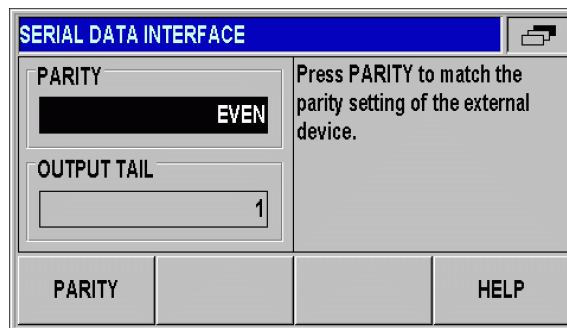 SERIAL DATA INTERFACE
PARITY
EVEN
OUTPUT TAIL
1
Press PARITY to match the
parity setting of the external
device.
PARITY
HELP